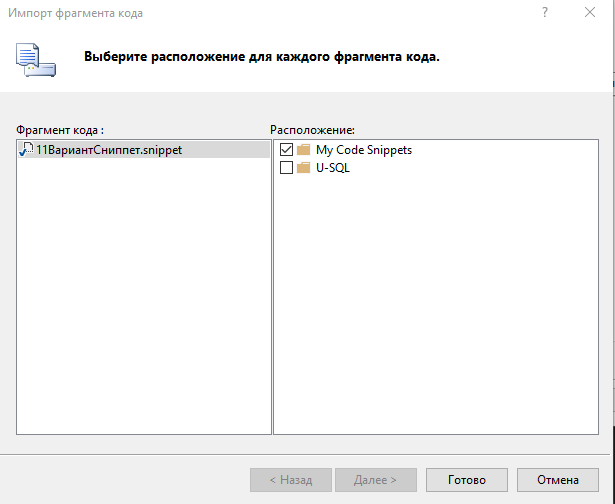 Импорт фрагмента кода
?
Выберите расположение для каждого фрагмента кода.
Фрагмент кода :
Расположение:
11ВариантСниппет.snippet
My Code Snippets
U-SQL
< Назад
Далее >
Готово
Отмена